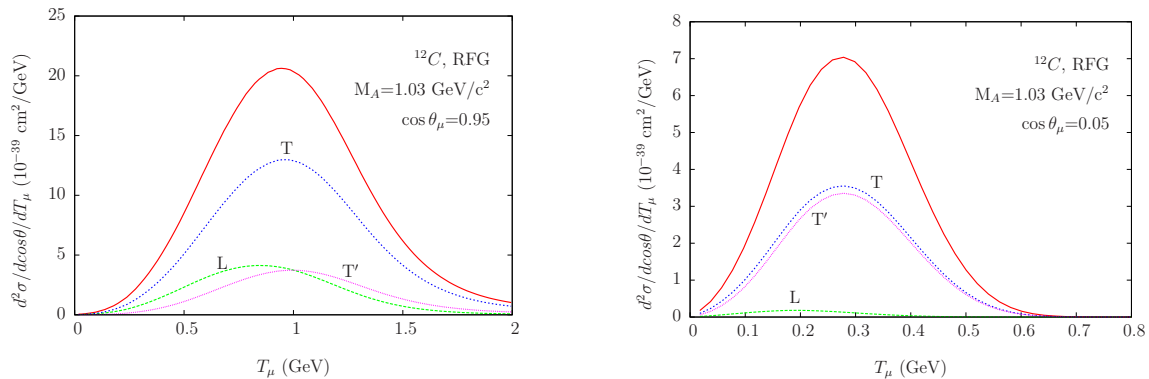 d²σ/dcosθ/dT_μ (10⁻³⁹ cm²/GeV)
25
20
15
10
5
0
0
0.5
1
1.5
2
T_μ (GeV)
¹²C, RFG
M_A=1.03 GeV/c²
cos θ_μ=0.95
T
L
T′
d²σ/dcosθ/dT_μ (10⁻³⁹ cm²/GeV)
8
7
6
5
4
3
2
1
0
0
0.1
0.2
0.3
0.4
0.5
0.6
0.7
0.8
T_μ (GeV)
¹²C, RFG
M_A=1.03 GeV/c²
cos θ_μ=0.05
T
T′
L